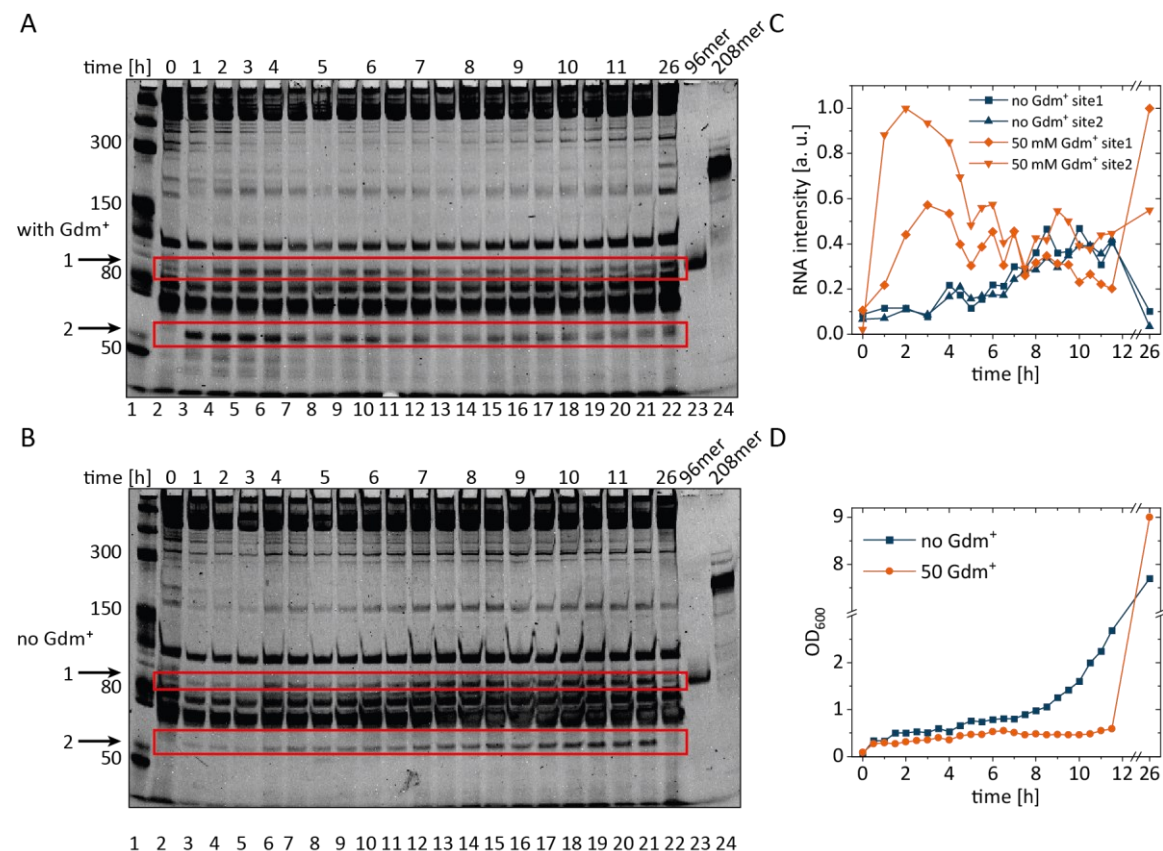 A
time [h] 0 1 2 3 4 5 6 7 8 9 10 11 26 96mer 208mer
300
150
with Gdm⁺
1
80
2
50
1 2 3 4 5 6 7 8 9 10 11 12 13 14 15 16 17 18 19 20 21 22 23 24
B
time [h] 0 1 2 3 4 5 6 7 8 9 10 11 26 96mer 208mer
300
150
no Gdm⁺
1
80
2
50
1 2 3 4 5 6 7 8 9 10 11 12 13 14 15 16 17 18 19 20 21 22 23 24
C
no Gdm⁺ site1
no Gdm⁺ site2
50 mM Gdm⁺ site1
50 mM Gdm⁺ site2
RNA intensity [a. u.]
1.0
0.8
0.6
0.4
0.2
0.0
0 2 4 6 8 10 12 26
time [h]
D
no Gdm⁺
50 Gdm⁺
OD₆₀₀
9
8
2
1
0
0 2 4 6 8 10 12 26
time [h]